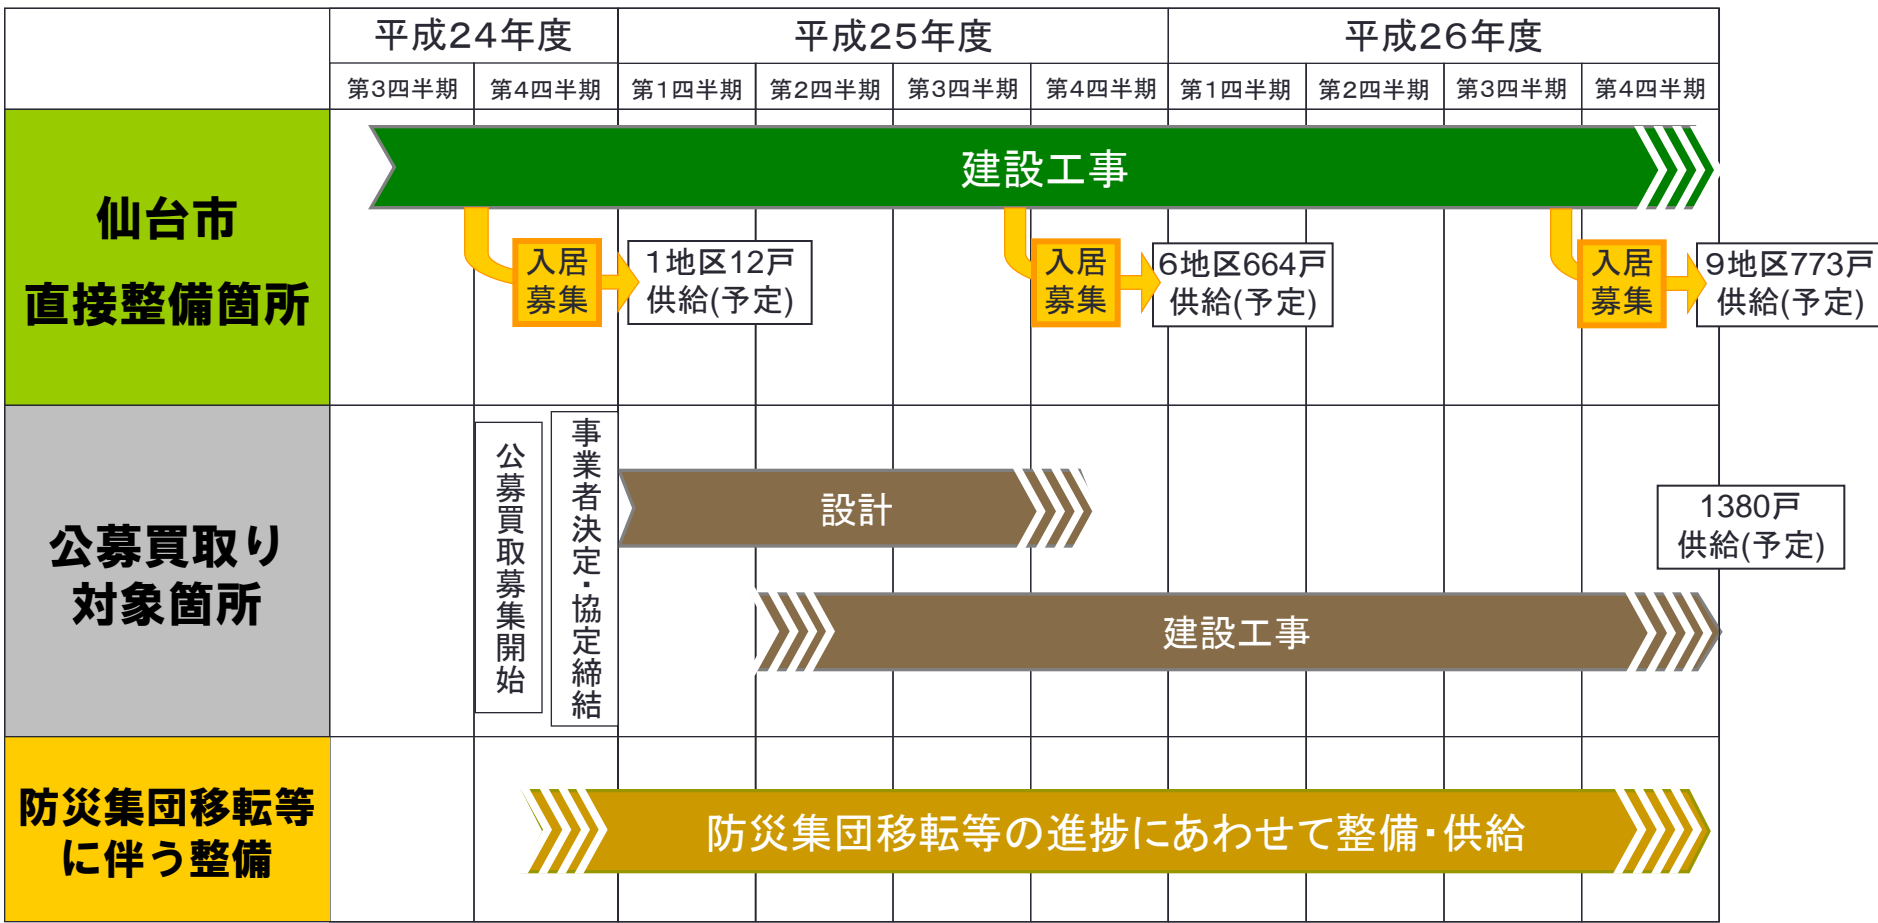 平成24年度
平成25年度
平成26年度
第3四半期
第4四半期
第1四半期
第2四半期
第3四半期
第4四半期
第1四半期
第2四半期
第3四半期
第4四半期
仙台市
直接整備箇所
建設工事
入居
募集
1地区12戸
供給(予定)
入居
募集
6地区664戸
供給(予定)
入居
募集
9地区773戸
供給(予定)
公募買取り
対象箇所
公募買取募集開始
事業者決定・協定締結
設計
建設工事
1380戸
供給(予定)
防災集団移転等
に伴う整備
防災集団移転等の進捗にあわせて整備・供給